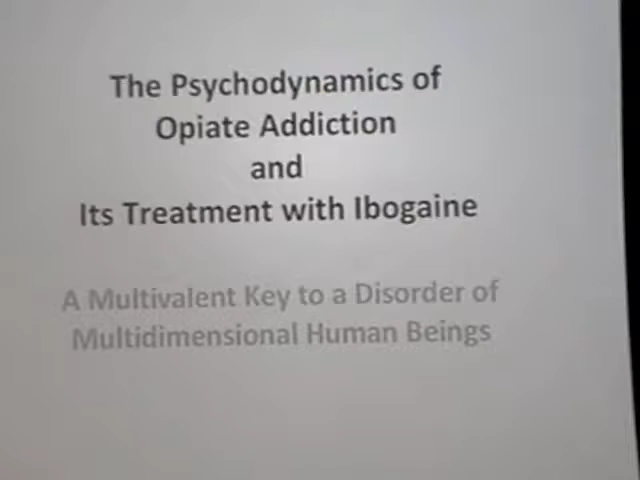 The Psychodynamics of
Opiate Addiction
and
Its Treatment with Ibogaine
A Multivalent Key to a Disorder of
Multidimensional Human Beings